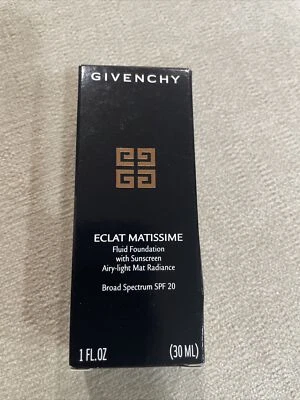 GIVENCHY
ECLAT MATISSIME
Fluid Foundation
with Sunscreen
Airy-light Mat Radiance
Broad Spectrum SPF 20
1 FL.OZ (30 ML)